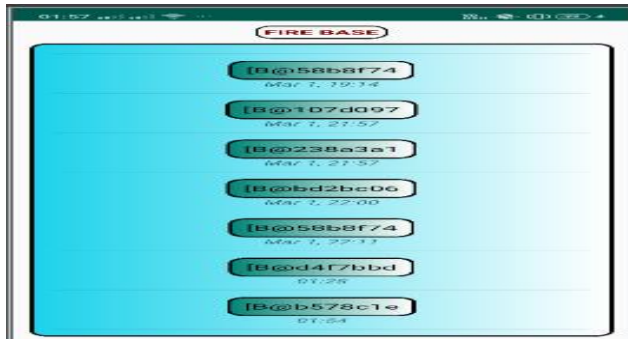 01:57
FIRE BASE
[B@58b8f74
Mar 1, 19:14
[B@107d097
Mar 1, 21:57
[B@238a3a1
Mar 1, 21:57
[B@bd2bc06
Mar 1, 22:00
[B@58b8f74
Mar 1, 22:11
[B@d4f7bbd
01:28
[B@b578c1e
01:54